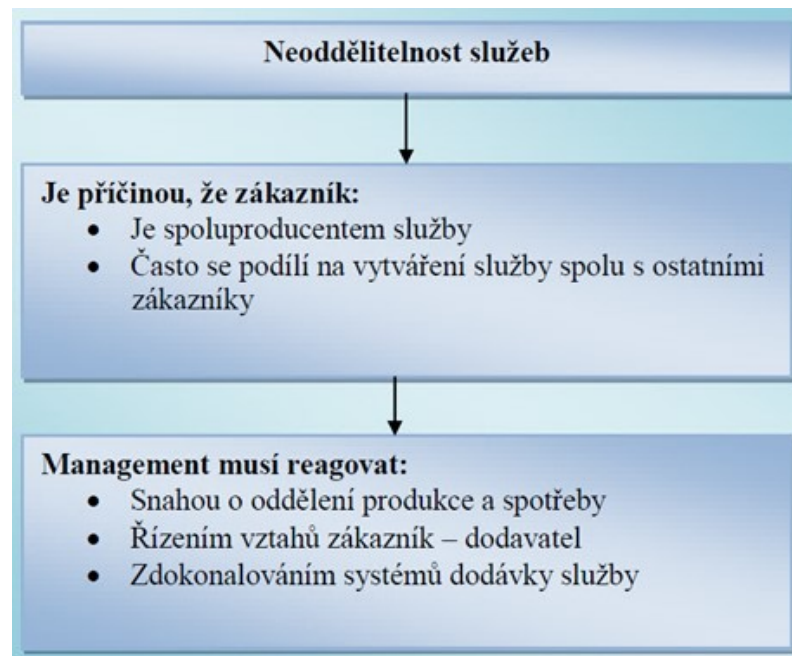 Neoddělitelnost služeb
Je příčinou, že zákazník:
• Je spoluproducentem služby
• Často se podílí na vytváření služby spolu s ostatními
zákazníky
Management musí reagovat:
• Snahou o oddělení produkce a spotřeby
• Řízením vztahů zákazník – dodavatel
• Zdokonalováním systémů dodávky služby